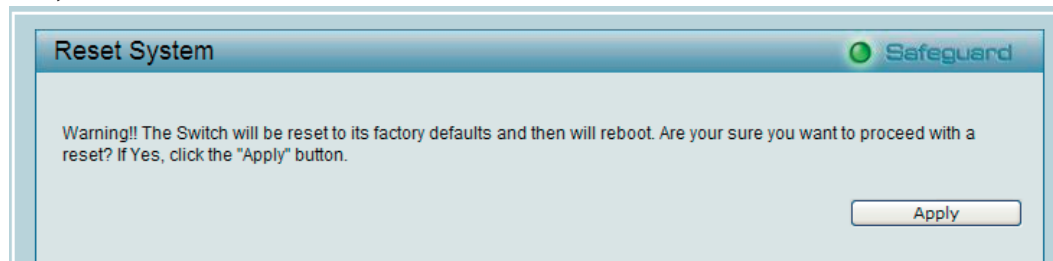 Reset System
Safeguard
Warning!! The Switch will be reset to its factory defaults and then will reboot. Are your sure you want to proceed with a
reset? If Yes, click the "Apply" button.
Apply